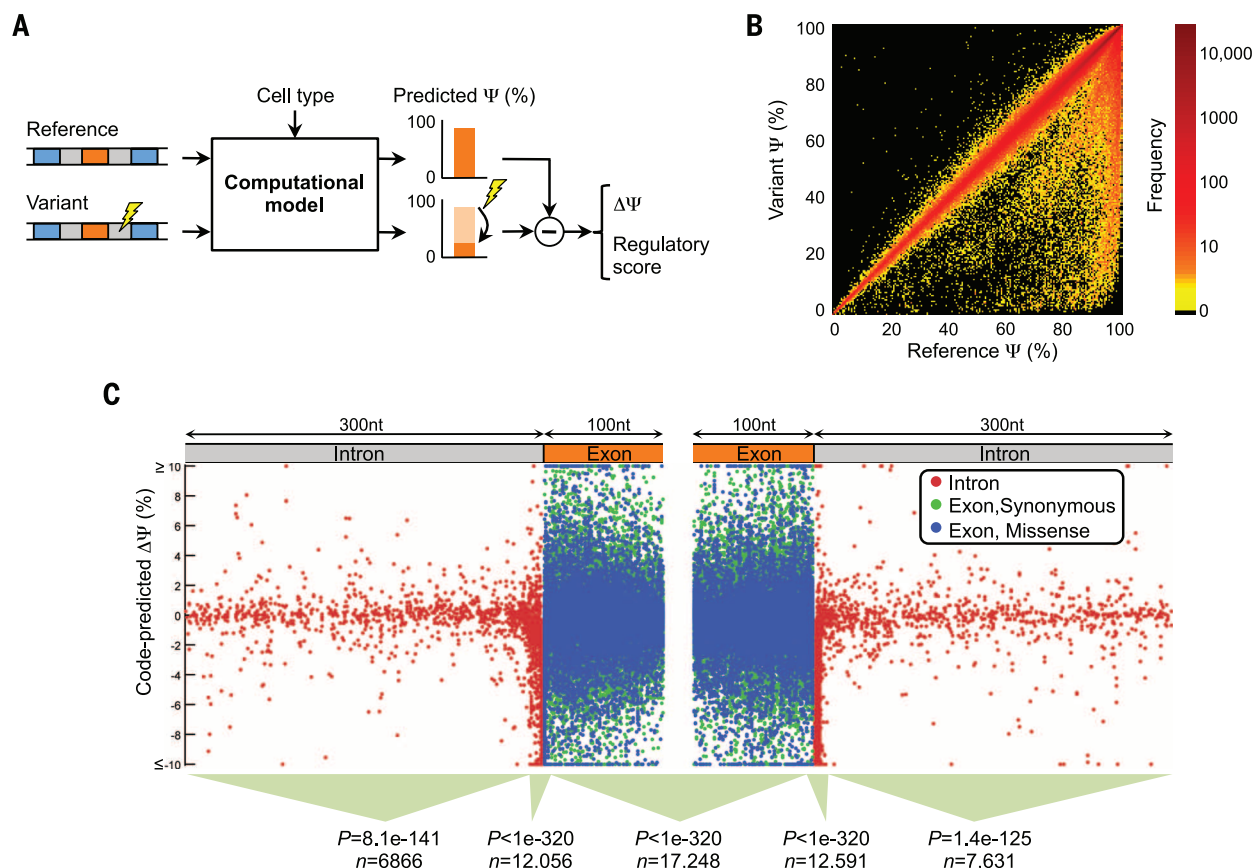 A
Cell type
Predicted Ψ (%)
Reference
Variant
Computational
model
100
0
100
0
ΔΨ
Regulatory
score
B
Variant Ψ (%)
100
80
60
40
20
0
0 20 40 60 80 100
Reference Ψ (%)
Frequency
10,000
1000
100
10
0
C
300nt 100nt 100nt 300nt
Intron Exon Exon Intron
Code-predicted ΔΨ (%)
≥ 10
8
6
4
2
0
-2
-4
-6
-8
≤ -10
Intron
Exon,Synonymous
Exon, Missense
P=8.1e-141 P<1e-320 P<1e-320 P<1e-320 P=1.4e-125
n=6866 n=12,056 n=17,248 n=12,591 n=7,631